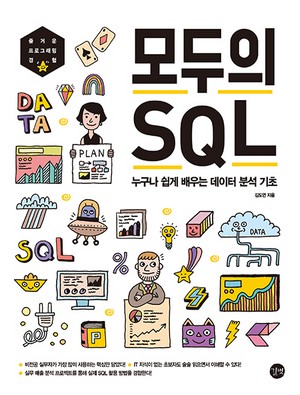 즐거운
프로그래밍
경험
모두의
SQL
누구나 쉽게 배우는 데이터 분석 기초
김도연 지음
DATA
PLAN
DATA
SQL
비전공 실무자가 가장 많이 사용하는 핵심만 담았다!
IT 지식이 없는 초보자도 술술 읽으면서 이해할 수 있다!
실무 매출 분석 프로젝트를 통해 실제 SQL 활용 방법을 경험한다!
길벗